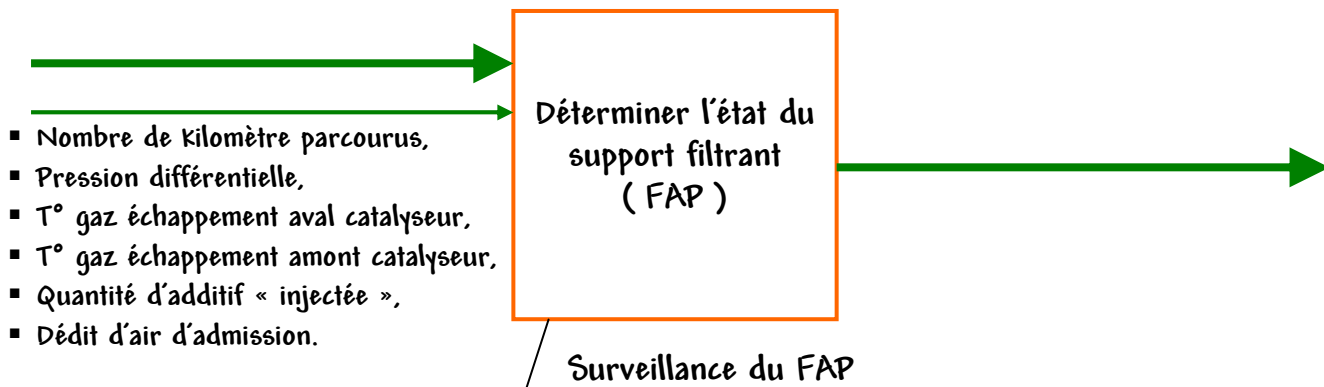 Déterminer l'état du
support filtrant
( FAP )
▪ Nombre de Kilomètre parcourus,
▪ Pression différentielle,
▪ T° gaz échappement aval catalyseur,
▪ T° gaz échappement amont catalyseur,
▪ Quantité d'additif « injectée »,
▪ Dédit d'air d'admission.
Surveillance du FAP